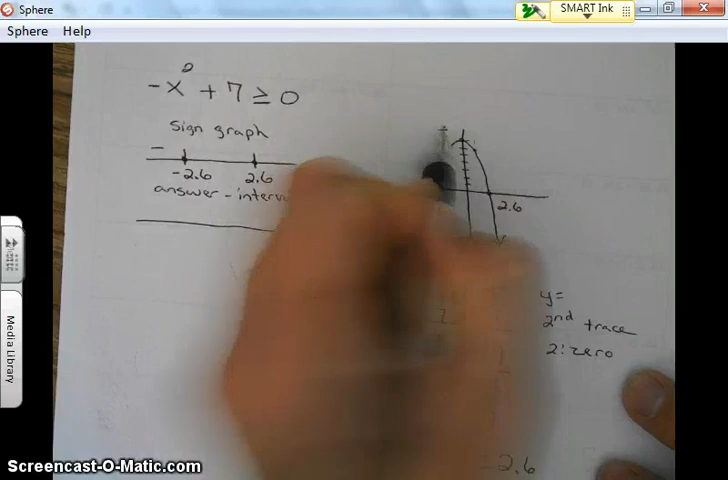 Sphere
SMART Ink
Sphere Help
-x² + 7 ≥ 0
Sign graph
-
-2.6 2.6
answer - interv
2.6
y=
2nd trace
2: zero
= 2.6
Media Library
Screencast-O-Matic.com